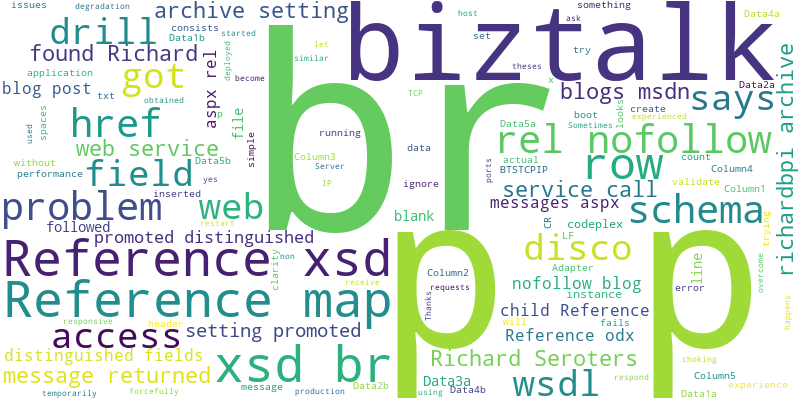 issues
degradation
archive setting
biztalk
host
something
ask
Data4a
drill
consists
Data1b
started
set
try
found Richard
got
aspx rel
let
similar
theses
x
application
deployed
become
TCP
blogs msdn
Data2a
blog post
txt
obtained
p
file
says
href
used
spaces
simple
br
running
Data5a
boot
create
looks
experienced
Sometimes
web service
Column3
Server
data
rel nofollow
without
Data5b
IP
actual
count
Column4
performance
yes
ignore
ports
BTSTCPIP
row
validate
field
inserted
service call
Column1
richardbpi archive
problem
web
messages aspx
schema
followed
blank
CR
codeplex
trying
promoted distinguished
LF
Reference xsd
clarity
non
p
disco
p
line
overcome
Adapter
Column2
requests
nofollow blog
error
Reference map
receive
instance
Thanks
child Reference
happens
responsive
header
restart
will
fails
access
setting promoted
Reference odx
choking
distinguished fields
xsd br
Richard Seroters
message returned
Data3a
wsdl
respond
Column5
temporarily
forcefully
message
production
Data2b
using
Data4b
Data1a
experience